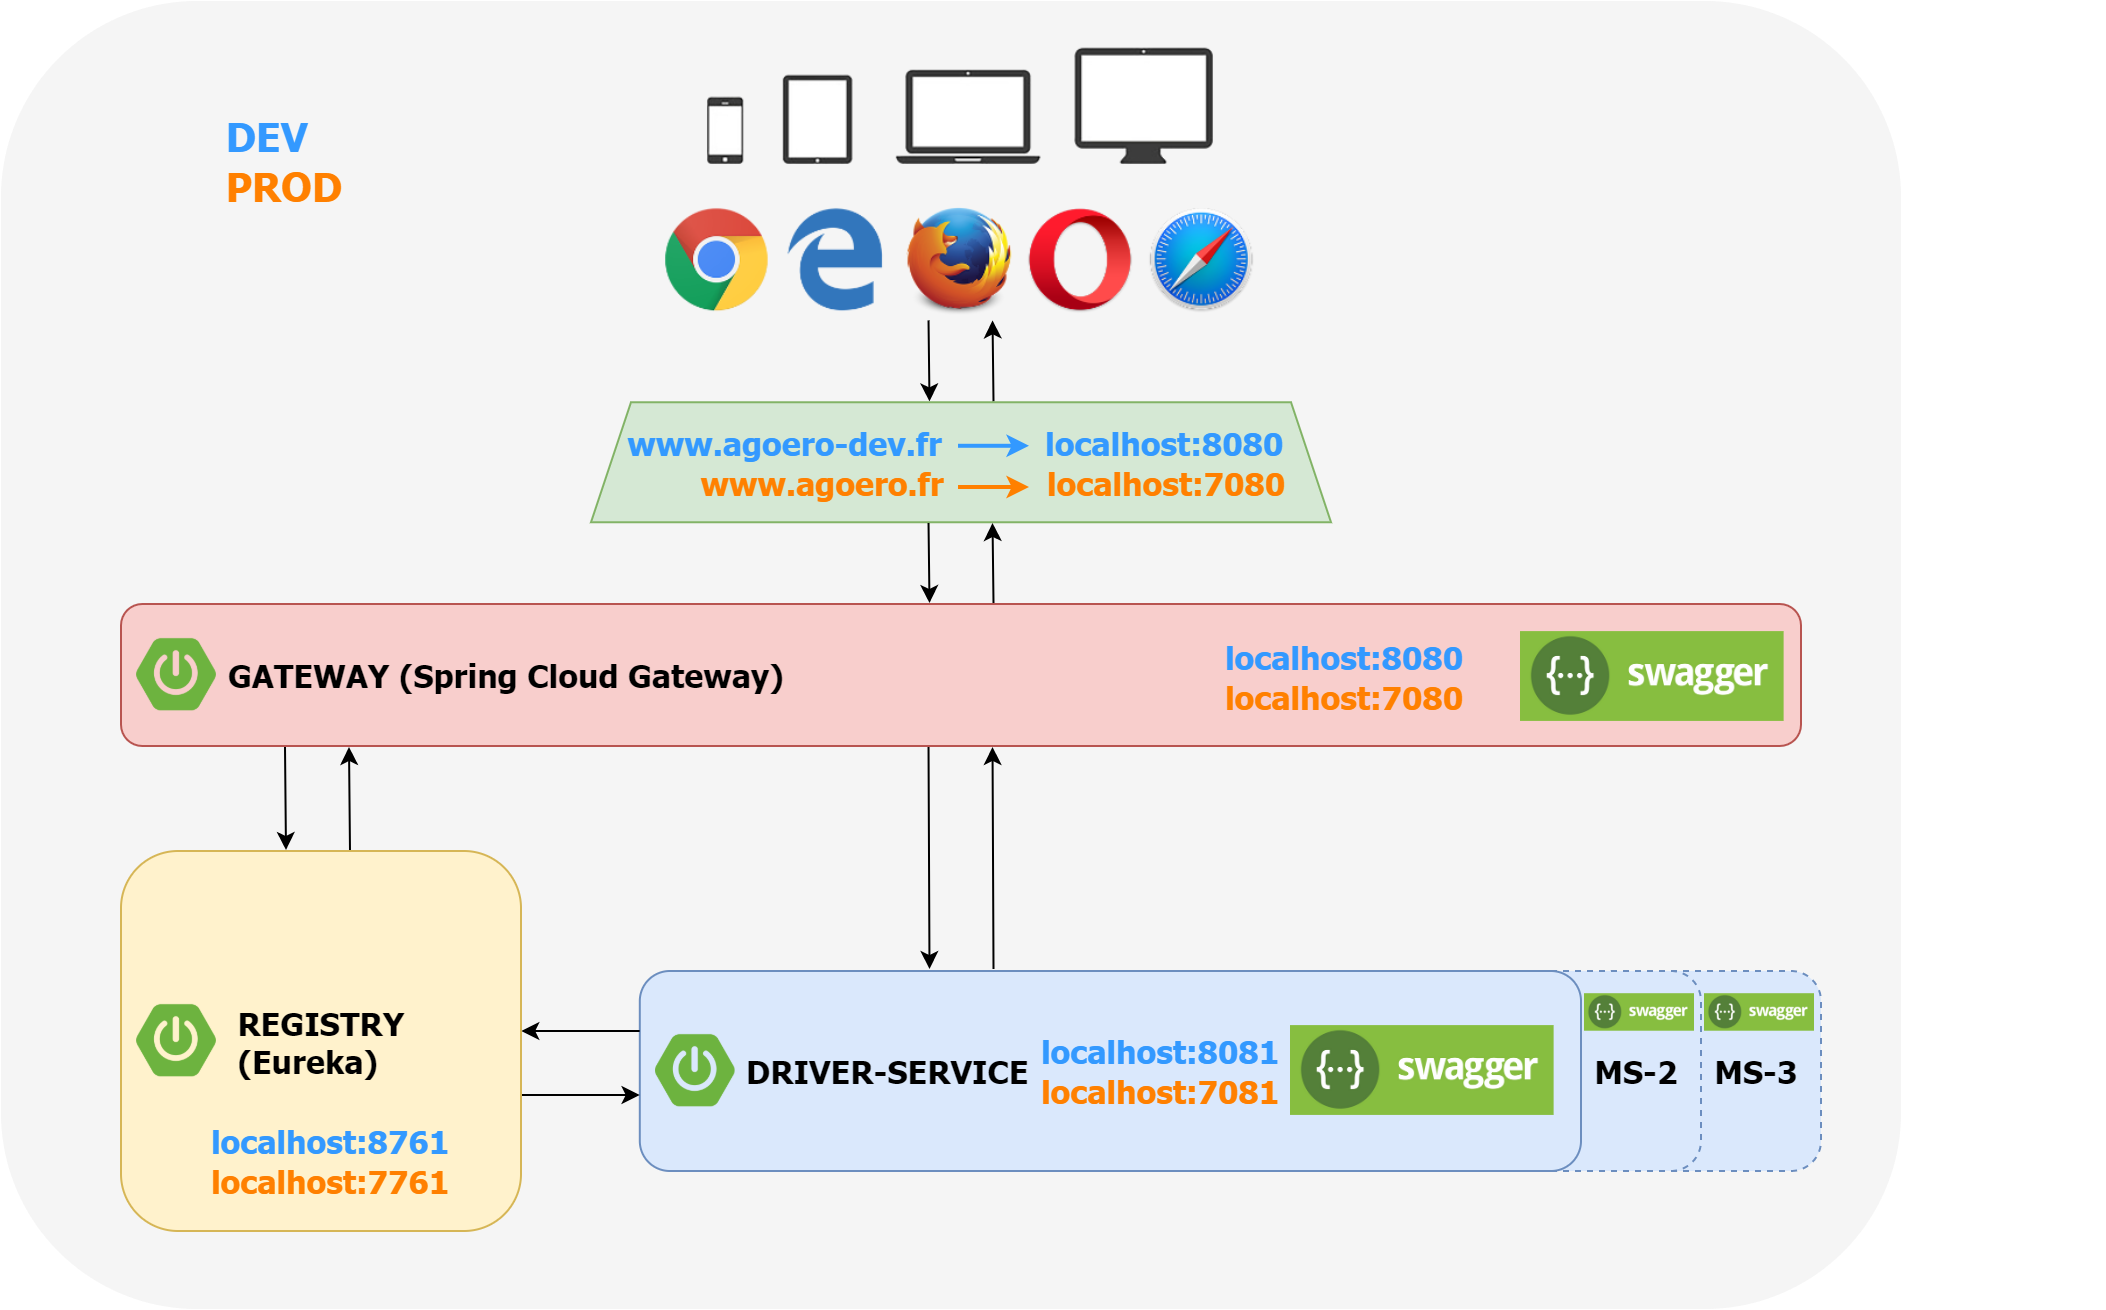 DEV
PROD
www.agoero-dev.fr localhost:8080
www.agoero.fr localhost:7080
GATEWAY (Spring Cloud Gateway)
localhost:8080
localhost:7080
{···} swagger
REGISTRY
(Eureka)
localhost:8761
localhost:7761
DRIVER-SERVICE
localhost:8081
localhost:7081
{···} swagger
{···} swagger
MS-2
{···} swagger
MS-3